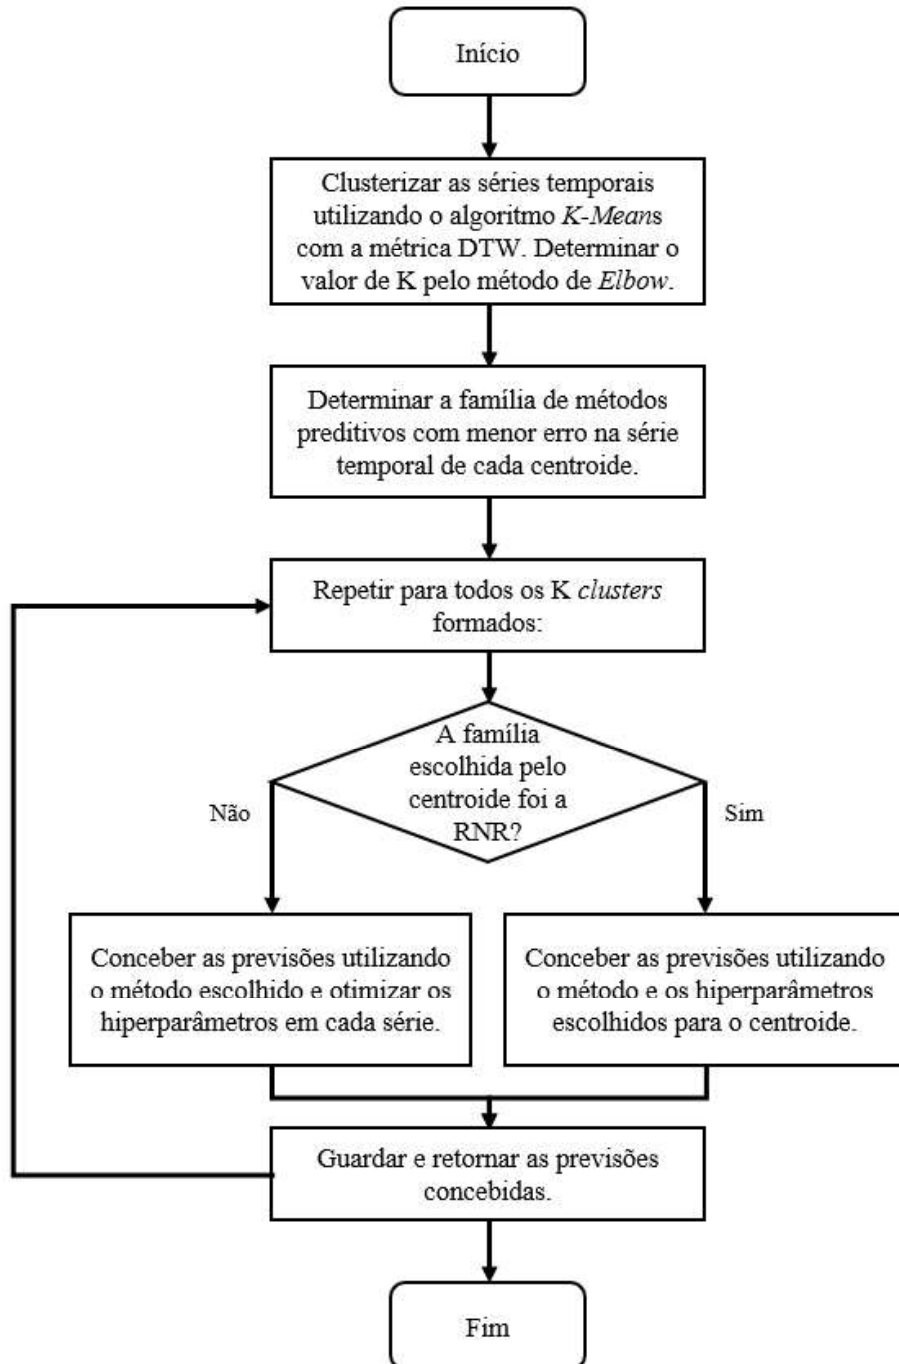 Início
Clusterizar as séries temporais
utilizando o algoritmo K-Means
com a métrica DTW. Determinar o
valor de K pelo método de Elbow.
Determinar a família de métodos
preditivos com menor erro na série
temporal de cada centroide.
Repetir para todos os K clusters
formados:
A família
escolhida pelo
centroide foi a
RNR?
Não
Sim
Conceber as previsões utilizando
o método escolhido e otimizar os
hiperparâmetros em cada série.
Conceber as previsões utilizando
o método e os hiperparâmetros
escolhidos para o centroide.
Guardar e retornar as previsões
concebidas.
Fim